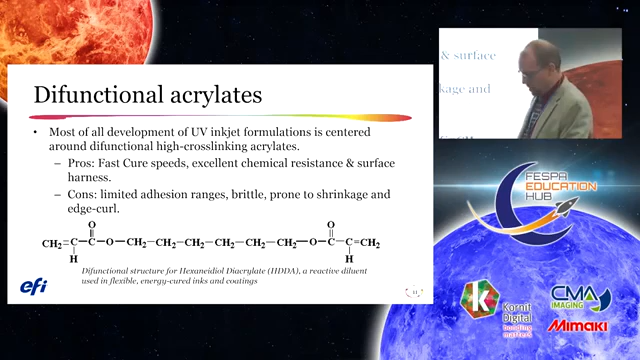 Difunctional acrylates
• Most of all development of UV inkjet formulations is centered
around difunctional high-crosslinking acrylates.
– Pros: Fast Cure speeds, excellent chemical resistance & surface
harness.
– Cons: limited adhesion ranges, brittle, prone to shrinkage and
edge-curl.
O O
CH2=C—C—O—CH2—CH2—CH2—CH2—CH2—CH2—O—C—C=CH2
H H
Difunctional structure for Hexaneidiol Diacrylate (HDDA), a reactive diluent
used in flexible, energy-cured inks and coatings
efi
11
& surface
kage and
FESPA
EDUCATION
HUB
K
Kornit
Digital
building
matters
CMA
IMAGING
Mimaki